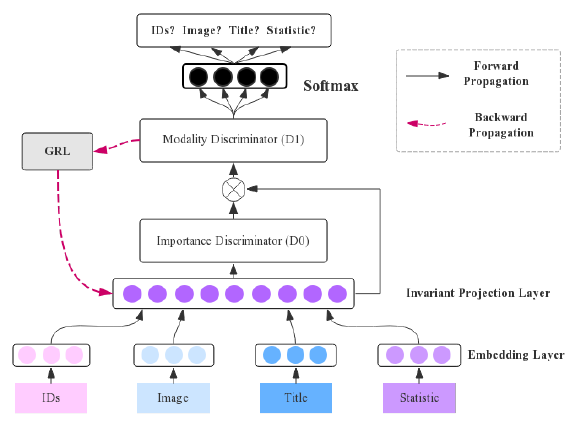 IDs? Image? Title? Statistic?
Softmax
Forward
Propagation
Backward
Propagation
Modality Discriminator (D1)
GRL
Importance Discriminator (D0)
Invariant Projection Layer
Embedding Layer
IDs
Image
Title
Statistic